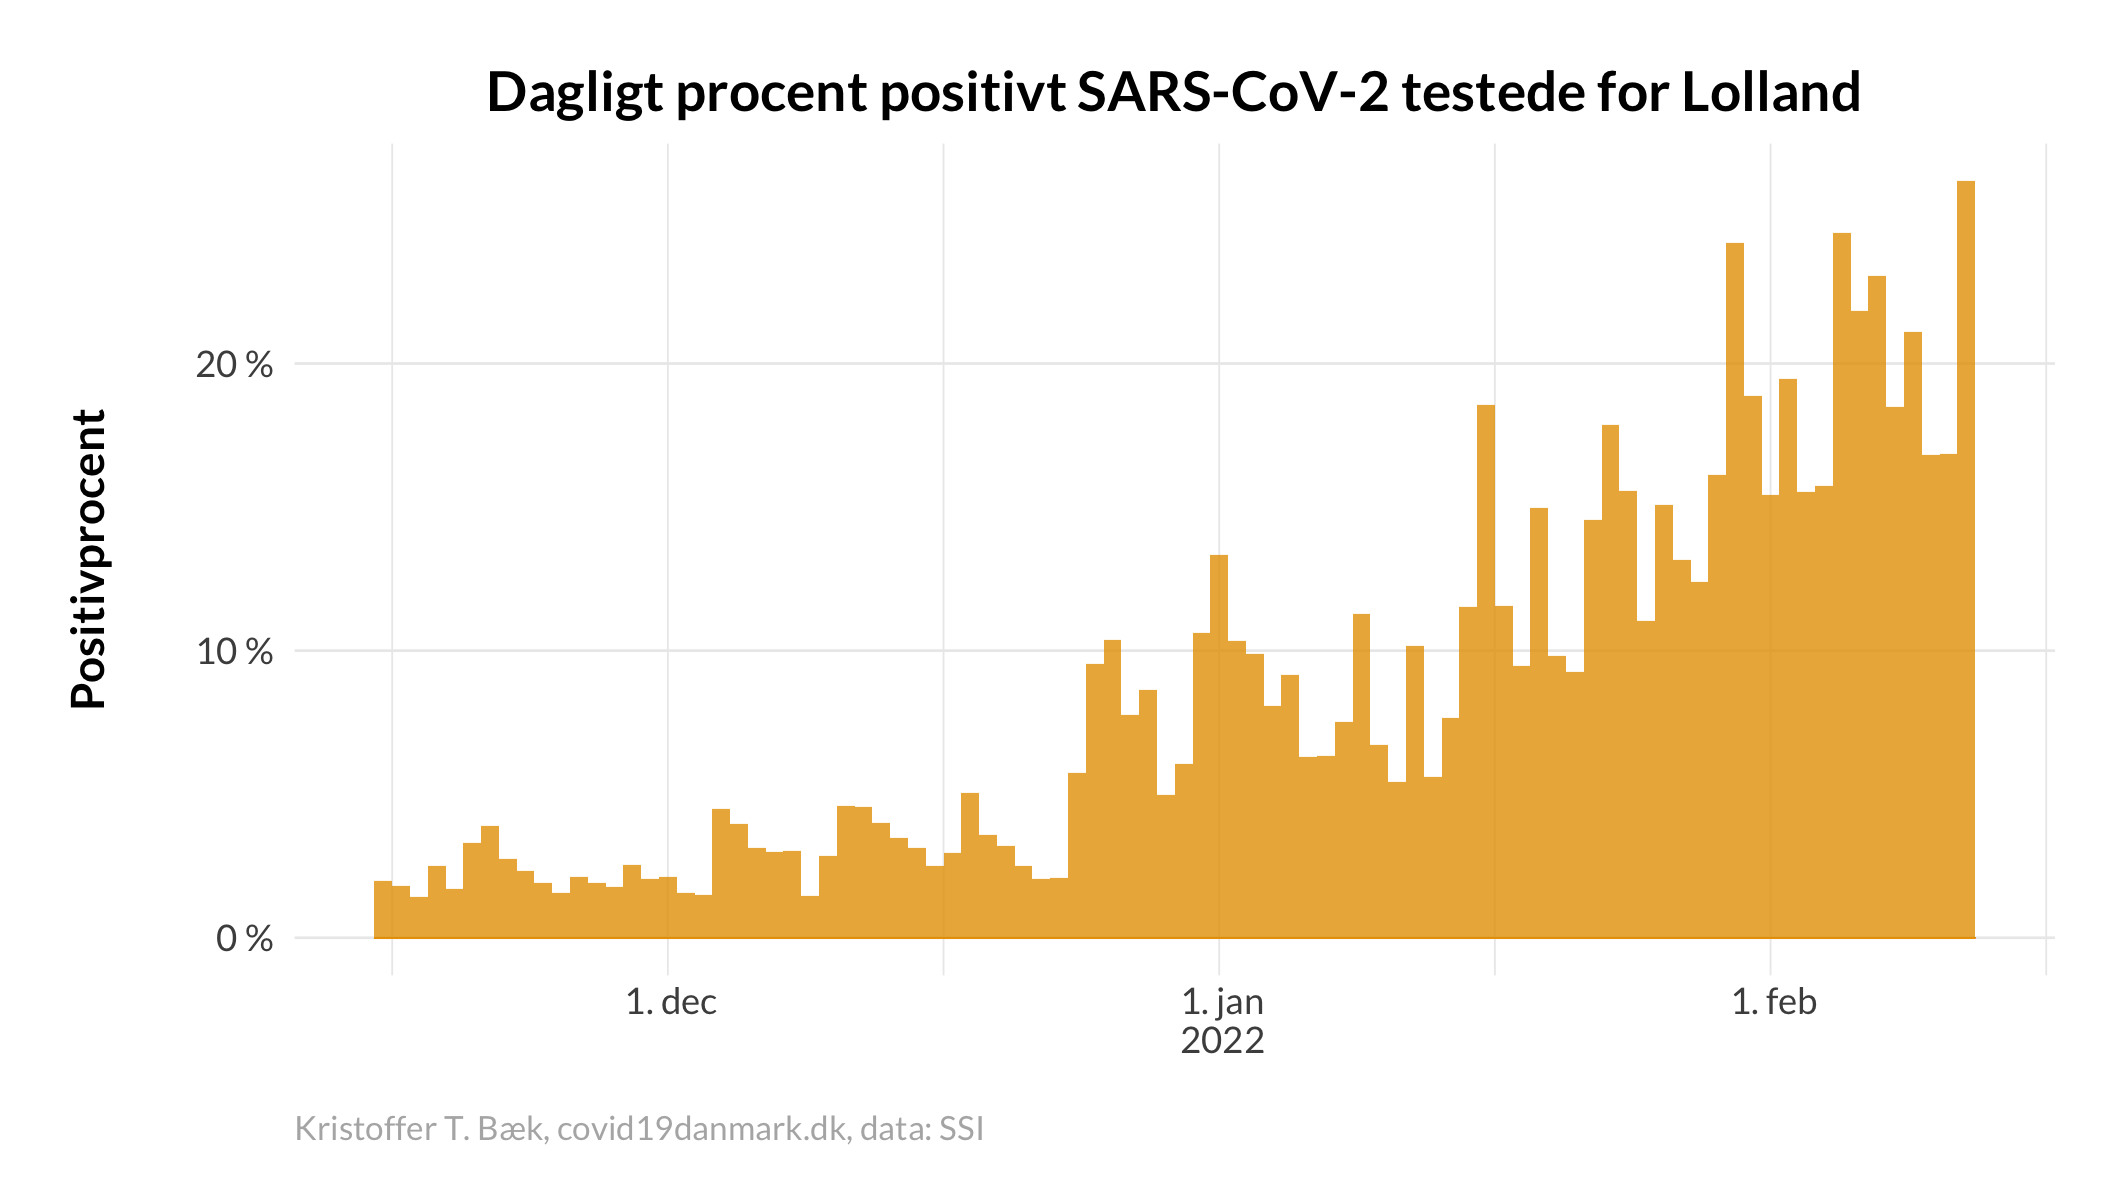 Dagligt procent positivt SARS-CoV-2 testede for Lolland
Positivprocent
20 %
10 %
0 %
1. dec
1. jan
2022
1. feb
Kristoffer T. Bæk, covid19danmark.dk, data: SSI